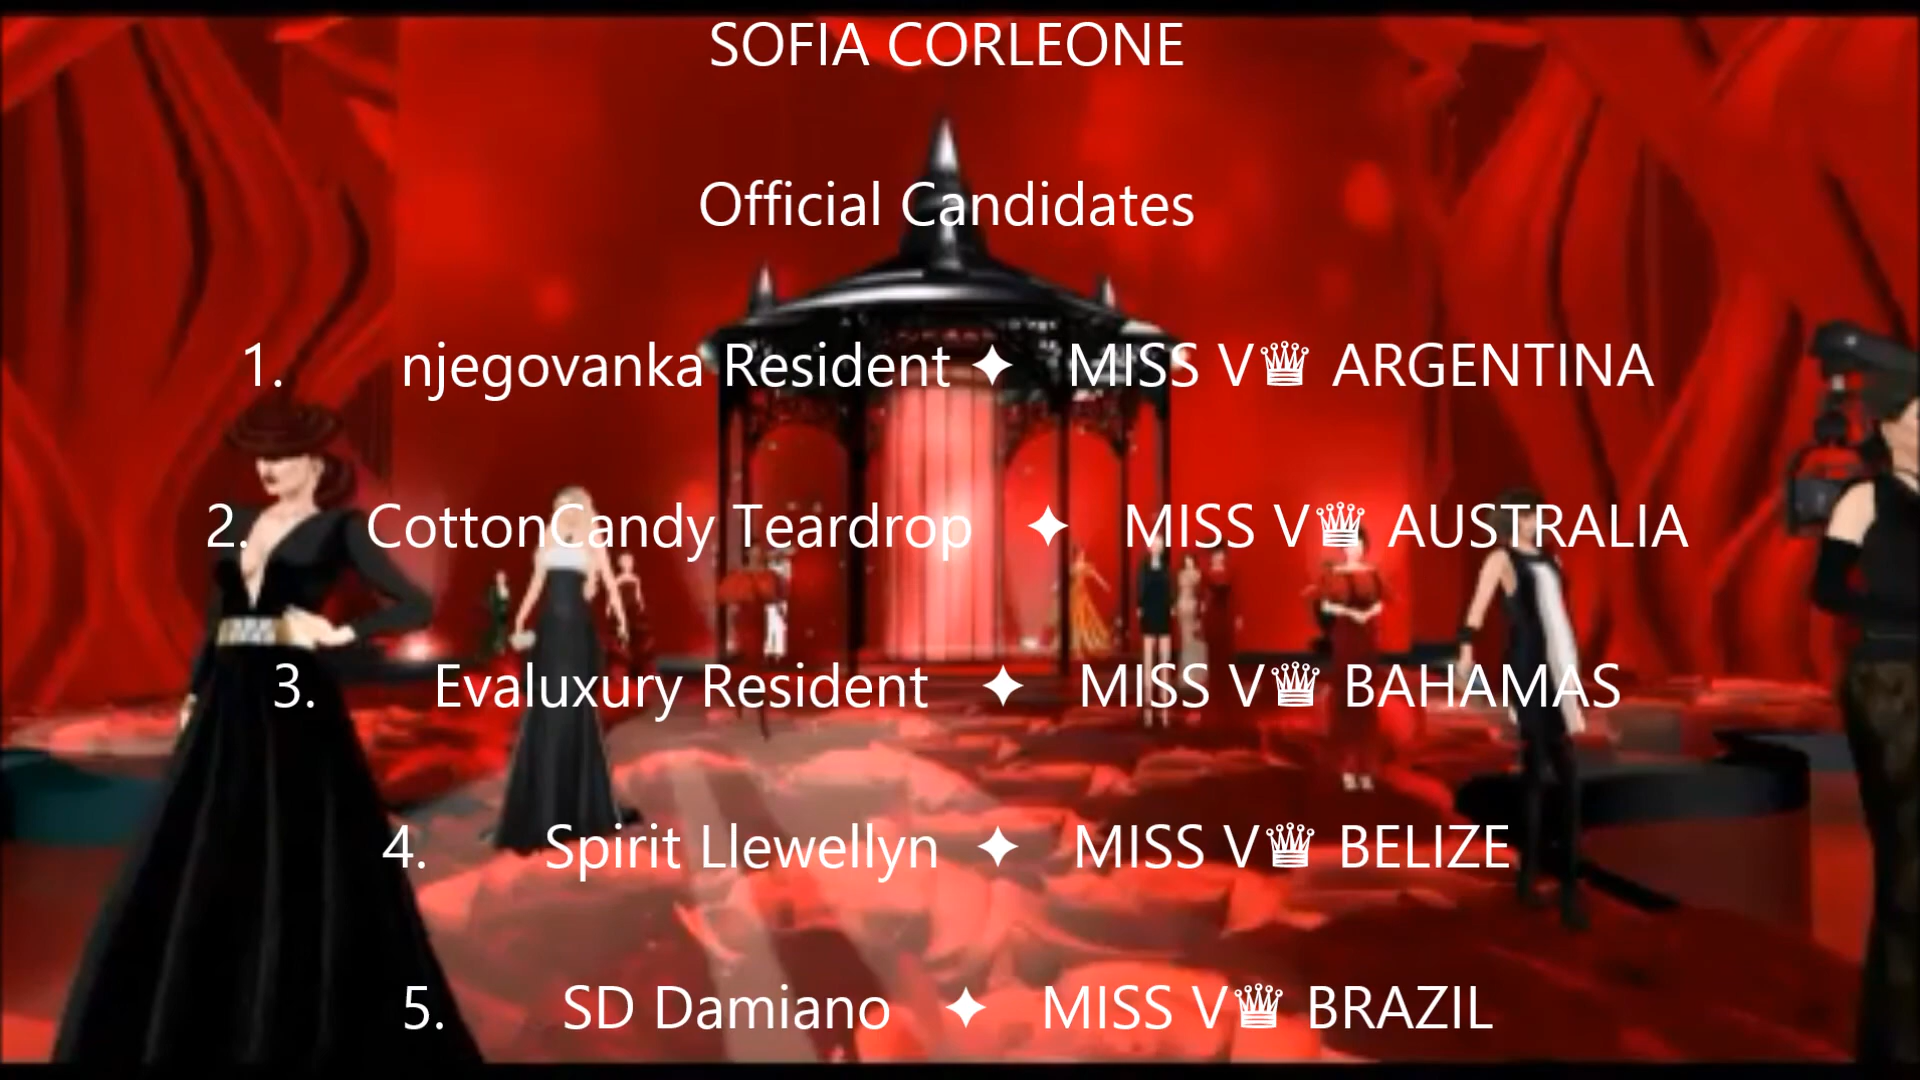 SOFIA CORLEONE
Official Candidates
1. njegovanka Resident ✦ MISS V♛ ARGENTINA
2. CottonCandy Teardrop ✦ MISS V♛ AUSTRALIA
3. Evaluxury Resident ✦ MISS V♛ BAHAMAS
4. Spirit Llewellyn ✦ MISS V♛ BELIZE
5. SD Damiano ✦ MISS V♛ BRAZIL